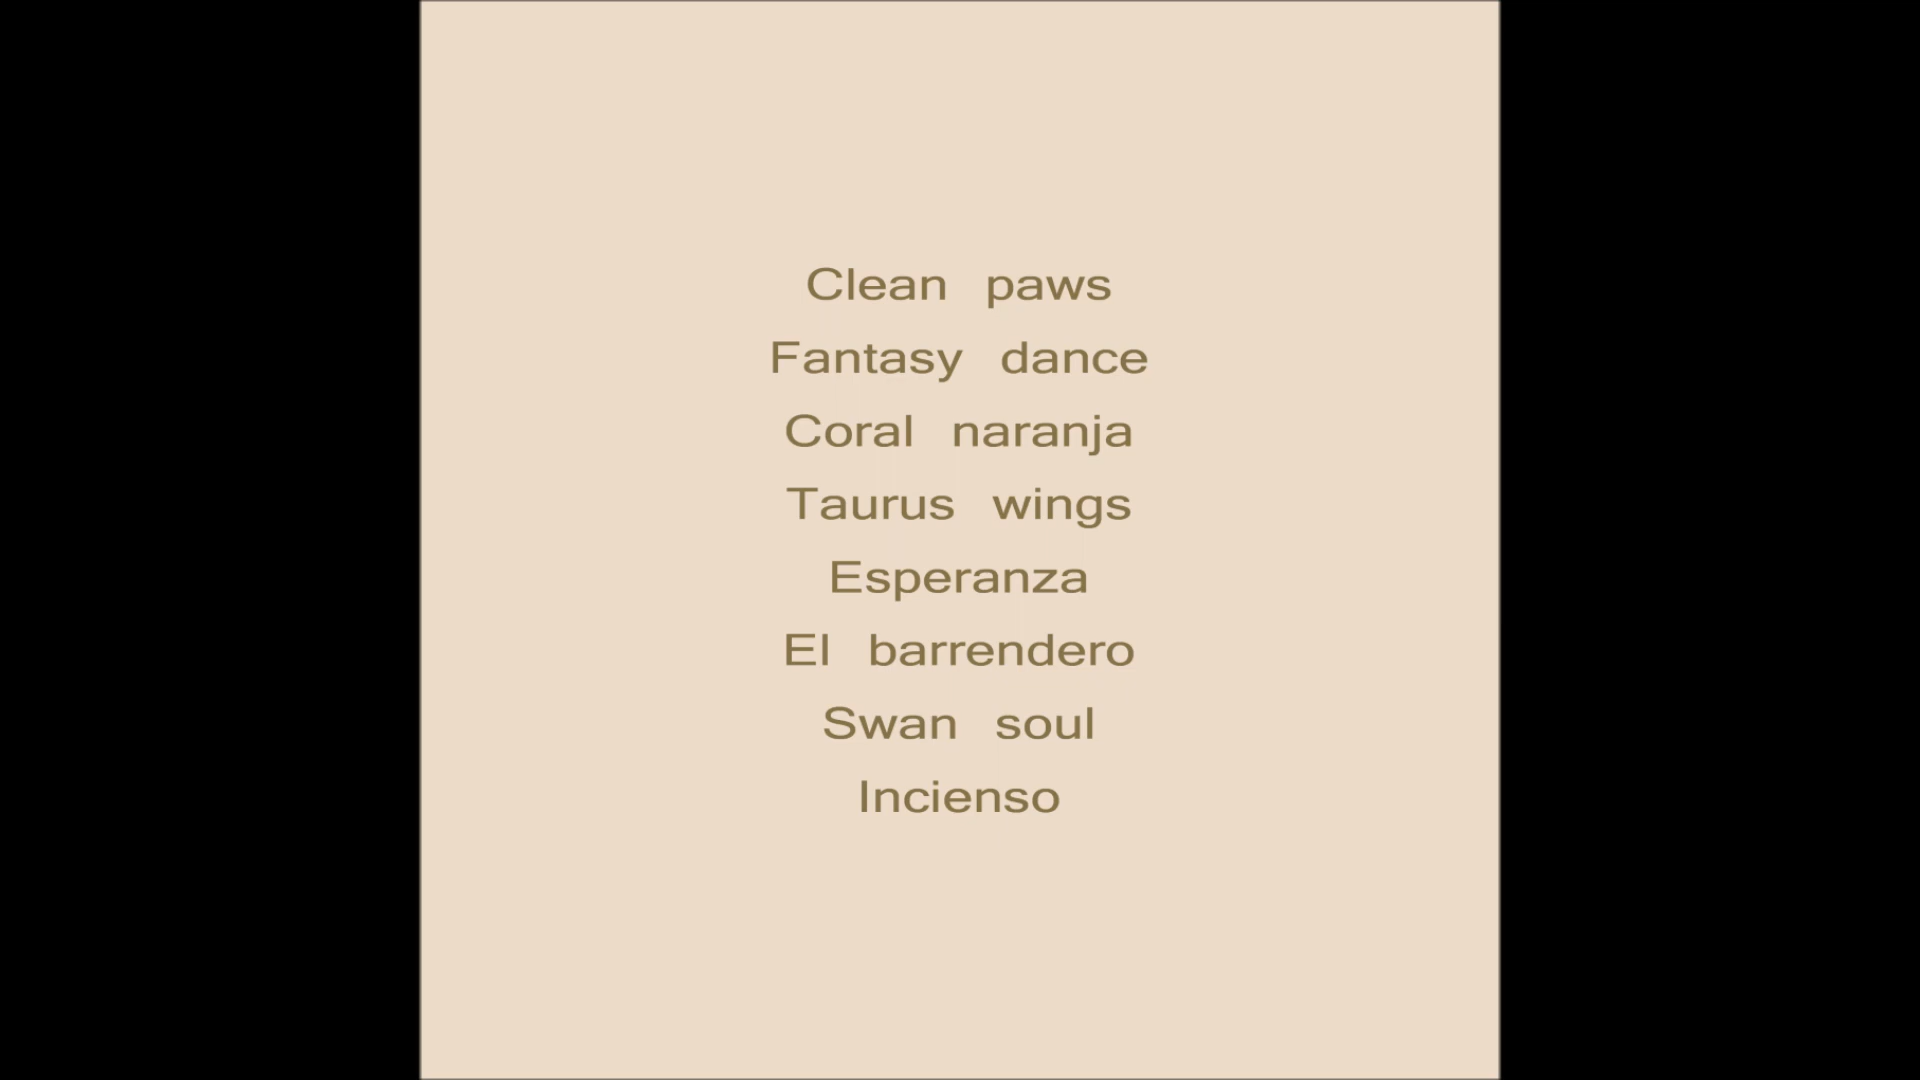 Clean paws
Fantasy dance
Coral naranja
Taurus wings
Esperanza
El barrendero
Swan soul
Incienso